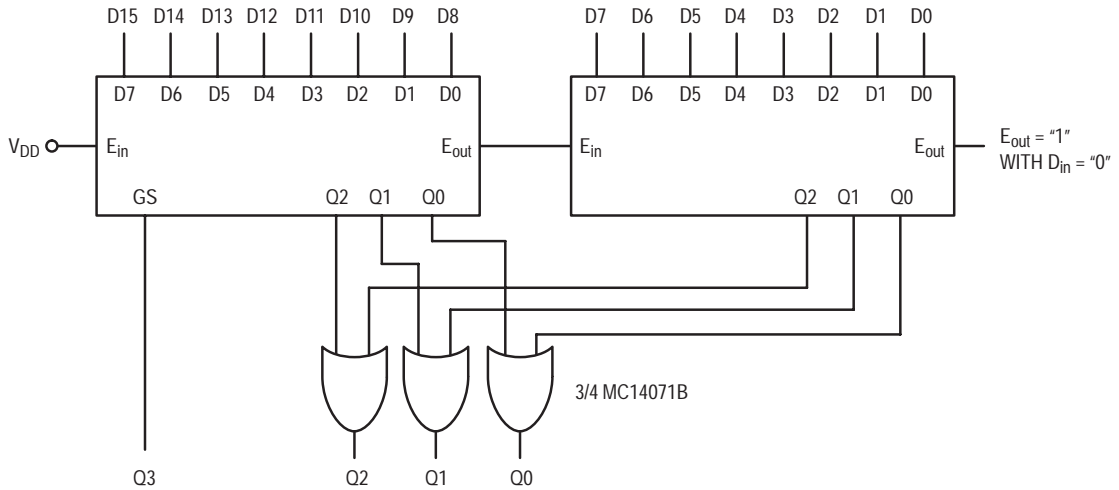 D15 D14 D13 D12 D11 D10 D9 D8 D7 D6 D5 D4 D3 D2 D1 D0
D7 D6 D5 D4 D3 D2 D1 D0 D7 D6 D5 D4 D3 D2 D1 D0
VDD Ein Eout Ein Eout Eout = “1”
WITH Din = “0”
GS Q2 Q1 Q0 Q2 Q1 Q0
3/4 MC14071B
Q3 Q2 Q1 Q0